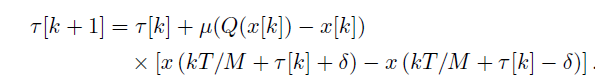 τ[k + 1] = τ[k] + μ(Q(x[k]) − x[k])
× [x (kT/M + τ[k] + δ) − x (kT/M + τ[k] − δ)].